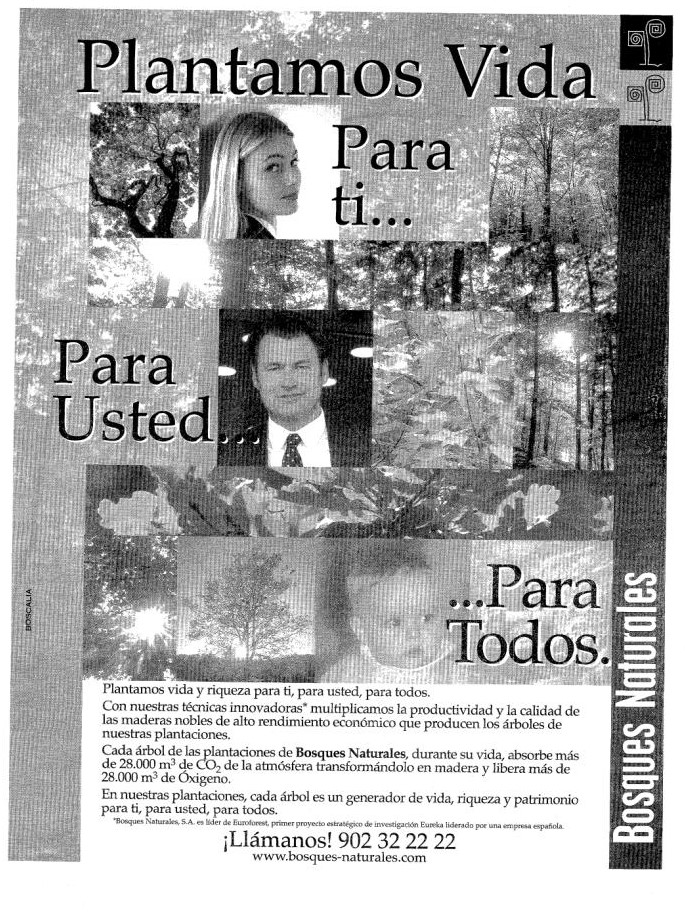 Plantamos Vida
Para
ti...
Para
Usted...
...Para
Todos.
BOSCALIA
Bosques Naturales
Plantamos vida y riqueza para ti, para usted, para todos.
Con nuestras técnicas innovadoras* multiplicamos la productividad y la calidad de
las maderas nobles de alto rendimiento económico que producen los árboles de
nuestras plantaciones.
Cada árbol de las plantaciones de Bosques Naturales, durante su vida, absorbe más
de 28.000 m³ de CO₂ de la atmósfera transformándolo en madera y libera más de
28.000 m³ de Óxigeno.
En nuestras plantaciones, cada árbol es un generador de vida, riqueza y patrimonio
para ti, para usted, para todos.
*Bosques Naturales, S.A. es líder de Euroforest, primer proyecto estratégico de investigación Eureka liderado por una empresa española.
¡Llámanos! 902 32 22 22
www.bosques-naturales.com